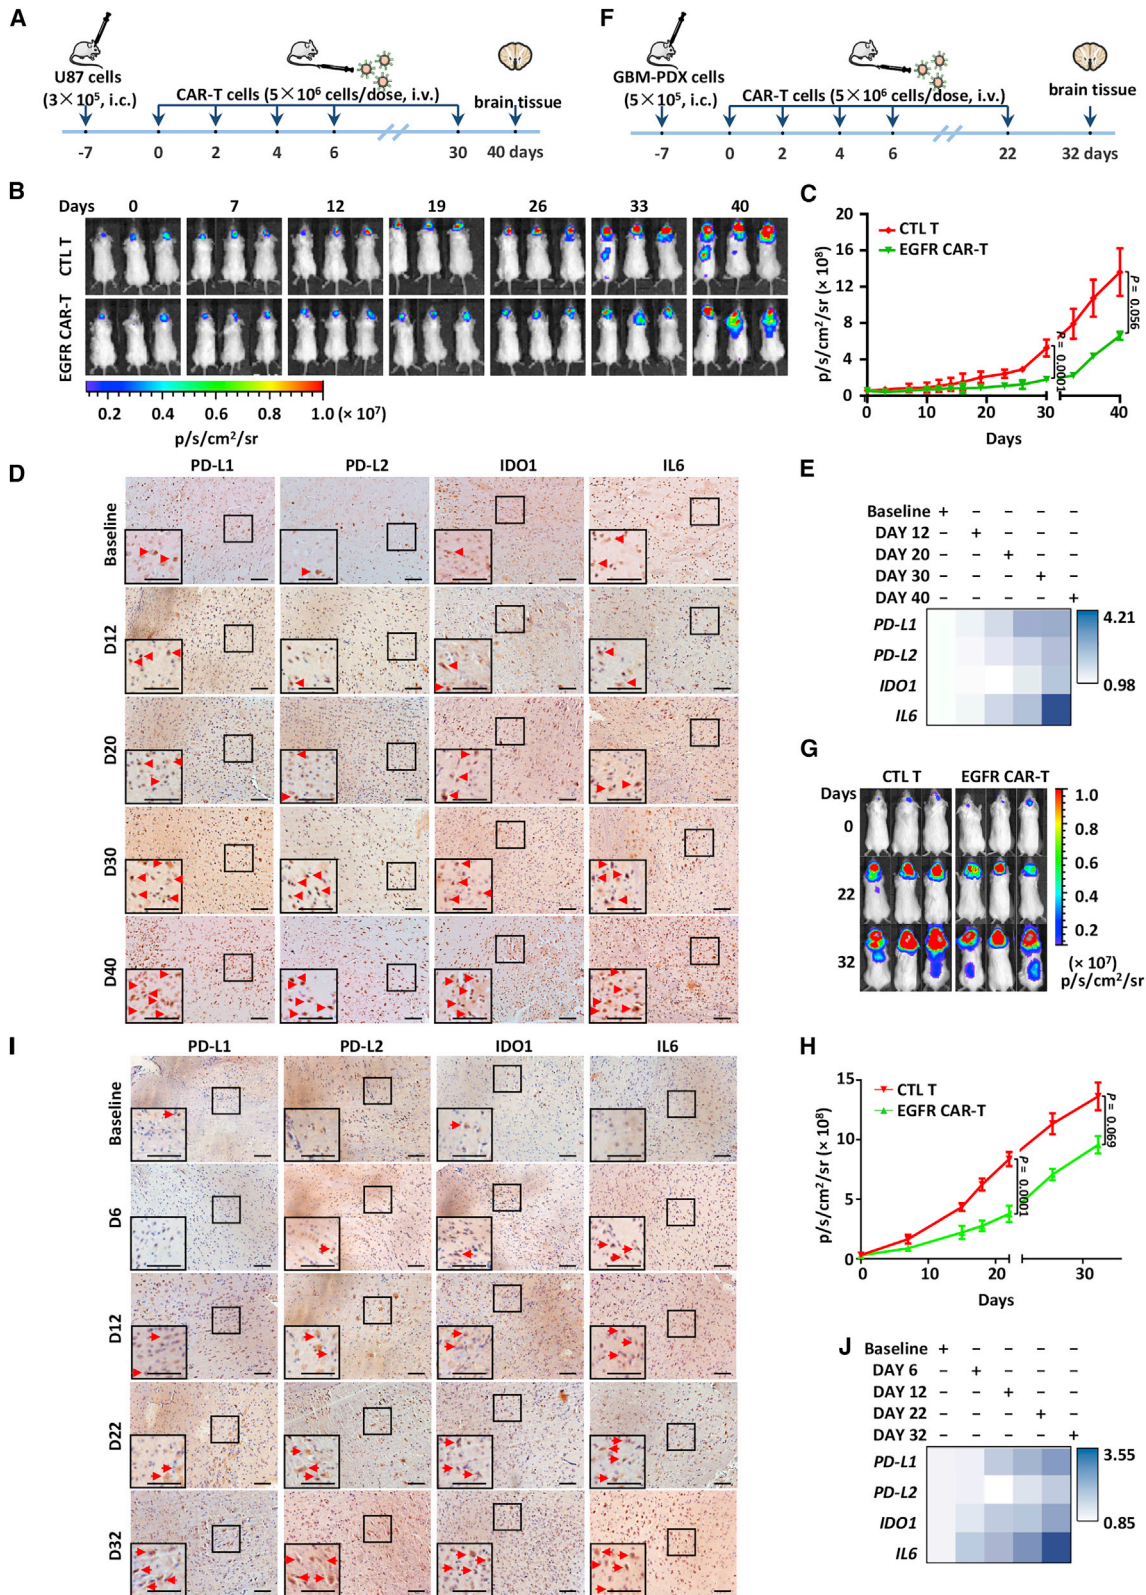 A
U87 cells
(3×10⁵, i.c.)
CAR-T cells (5×10⁶ cells/dose, i.v.)
brain tissue
-7 0 2 4 6 30 40 days
F
GBM-PDX cells
(5×10⁵, i.c.)
CAR-T cells (5×10⁶ cells/dose, i.v.)
brain tissue
-7 0 2 4 6 22 32 days
B
Days 0 7 12 19 26 33 40
CTL T
EGFR CAR-T
0.2 0.4 0.6 0.8 1.0 (× 10⁷)
p/s/cm²/sr
C
20
16
12
8
4
0
p/s/cm²/sr (× 10⁸)
CTL T
EGFR CAR-T
P = 0.0001
P = 0.056
0 10 20 30 40
Days
D
PD-L1 PD-L2 IDO1 IL6
Baseline
D12
D20
D30
D40
E
Baseline + – – – –
DAY 12 – + – – –
DAY 20 – – + – –
DAY 30 – – – + –
DAY 40 – – – – +
PD-L1
PD-L2
IDO1
IL6
4.21
0.98
G
CTL T EGFR CAR-T
Days
0
22
32
1.0
0.8
0.6
0.4
0.2
(× 10⁷)
p/s/cm²/sr
I
PD-L1 PD-L2 IDO1 IL6
Baseline
D6
D12
D22
D32
H
15
10
5
0
p/s/cm²/sr (× 10⁸)
CTL T
EGFR CAR-T
P = 0.0001
P = 0.069
0 10 20 30
Days
J
Baseline + – – – –
DAY 6 – + – – –
DAY 12 – – + – –
DAY 22 – – – + –
DAY 32 – – – – +
PD-L1
PD-L2
IDO1
IL6
3.55
0.85